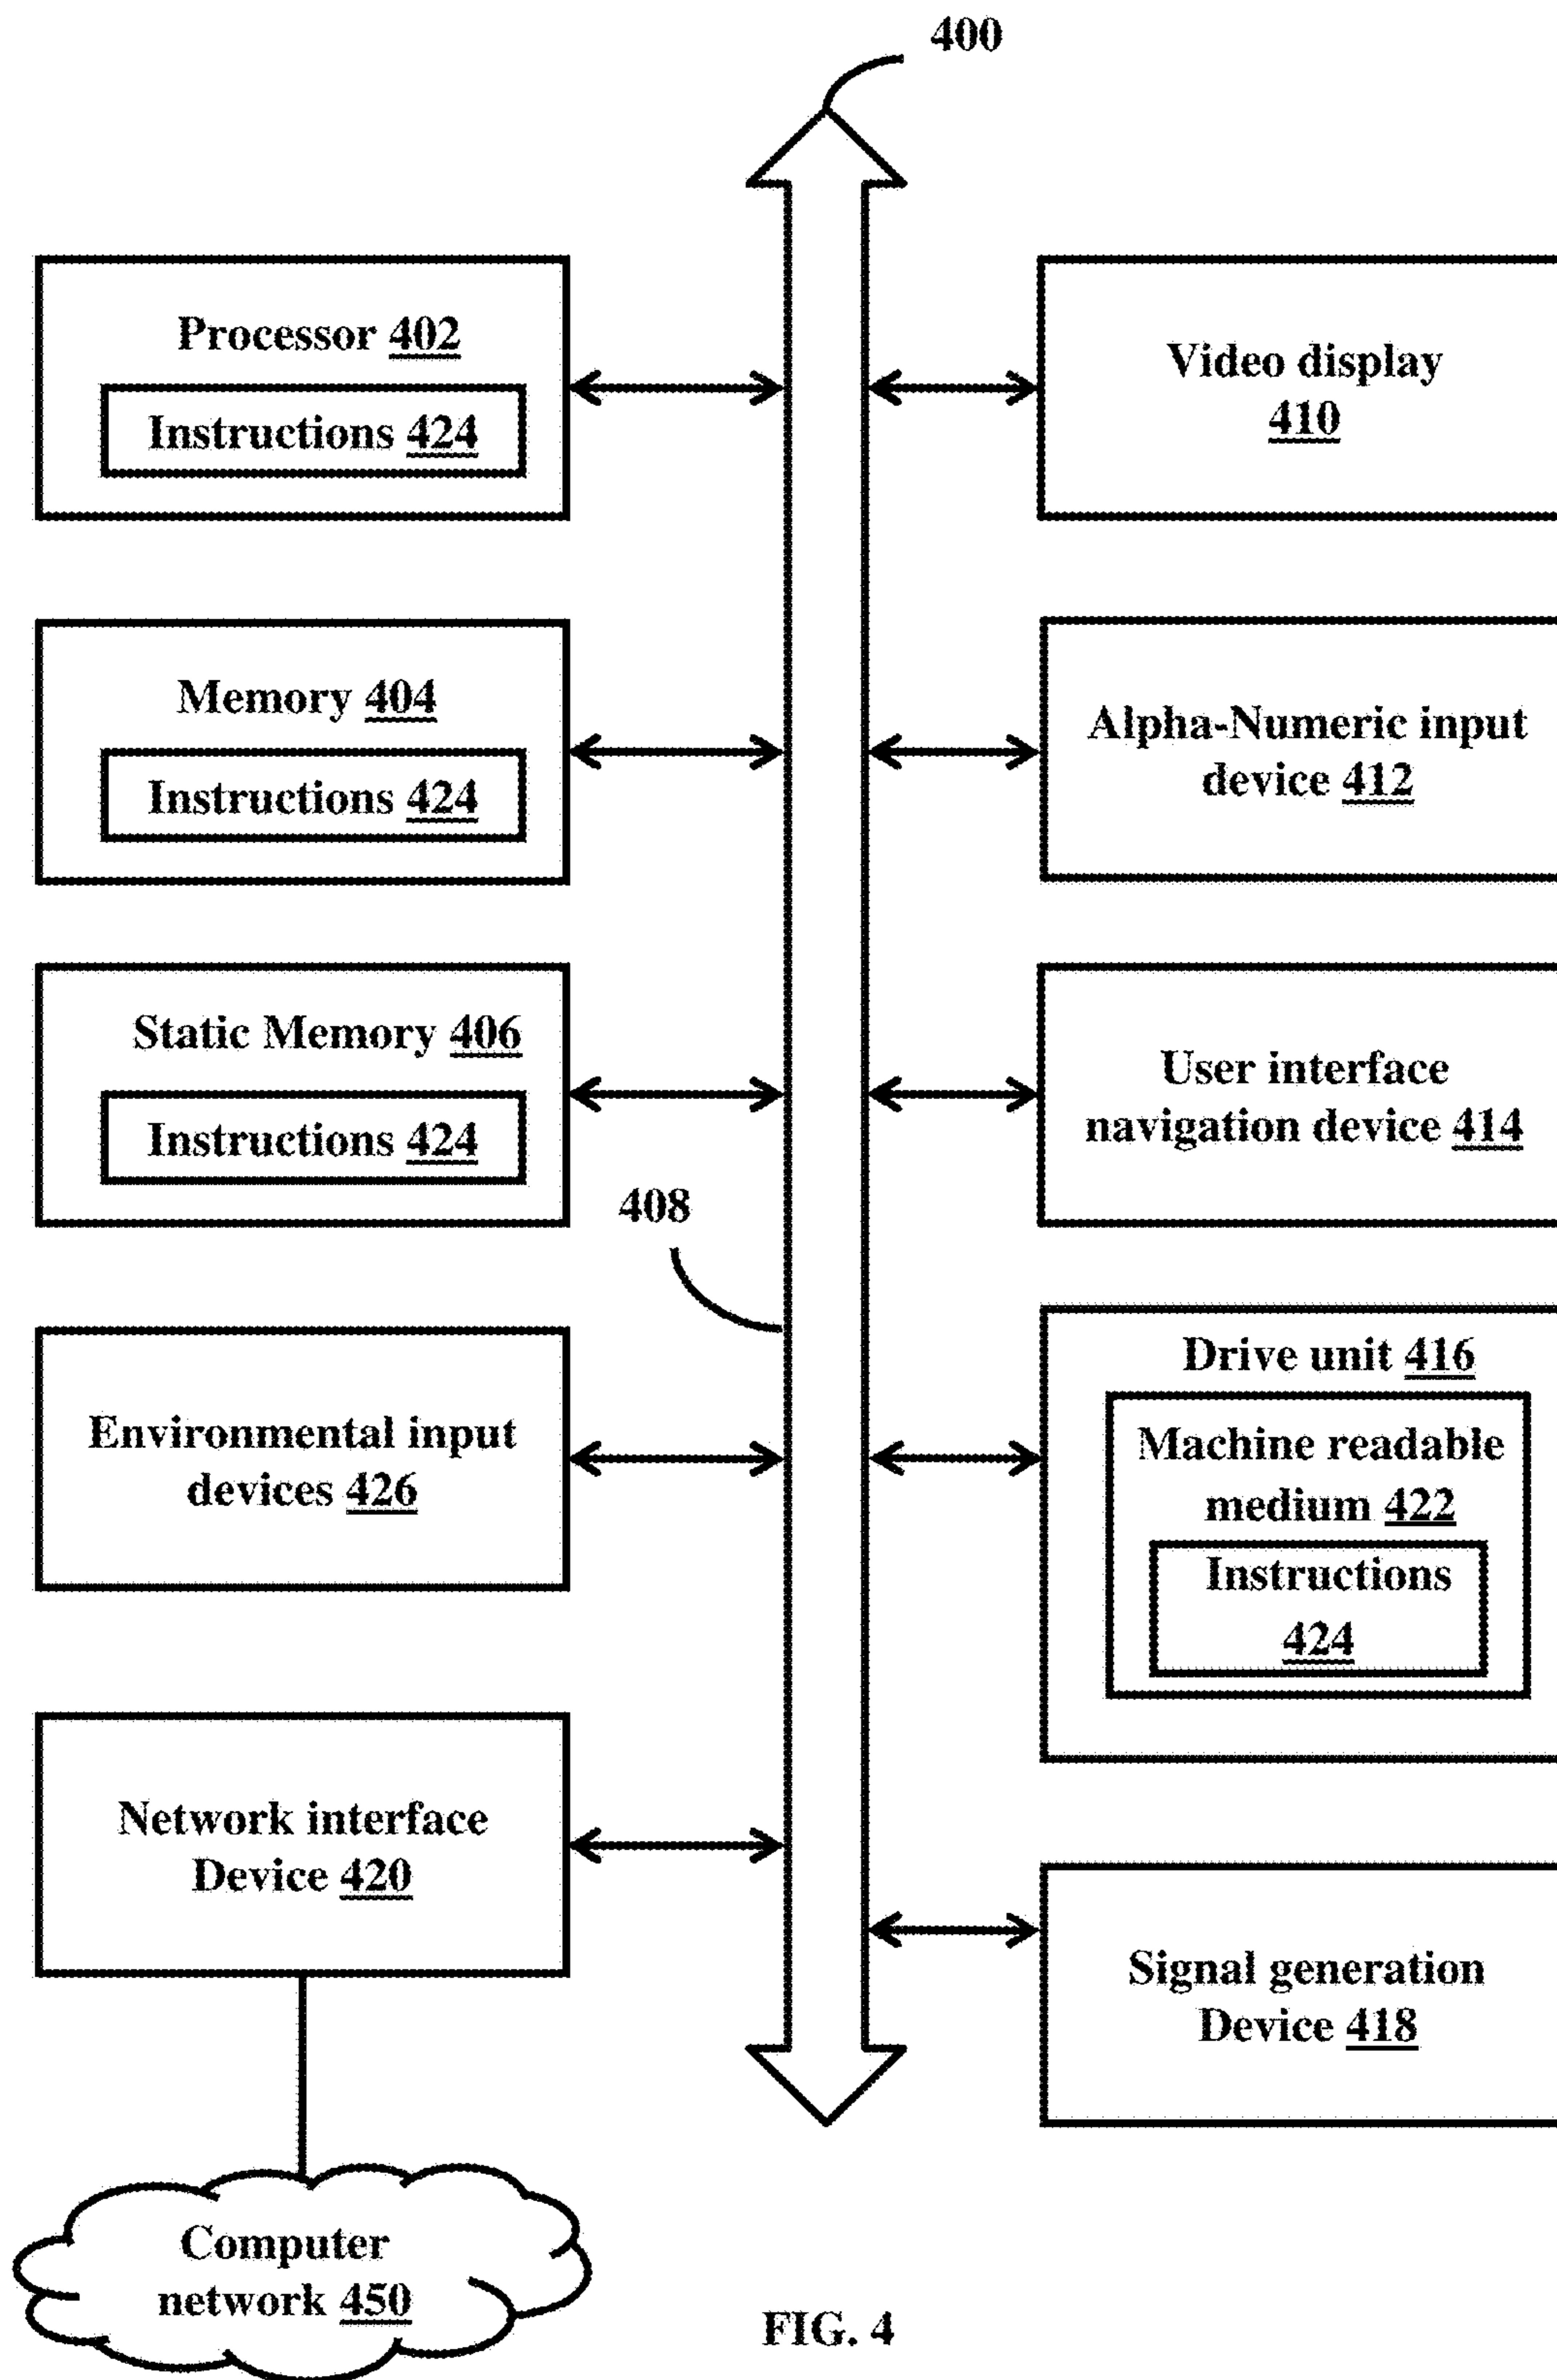 400
Processor 402
Instructions 424
Video display
410
Memory 404
Instructions 424
Alpha-Numeric input
device 412
Static Memory 406
Instructions 424
User interface
navigation device 414
408
Environmental input
devices 426
Drive unit 416
Machine readable
medium 422
Instructions
424
Network interface
Device 420
Signal generation
Device 418
Computer
network 450
FIG. 4